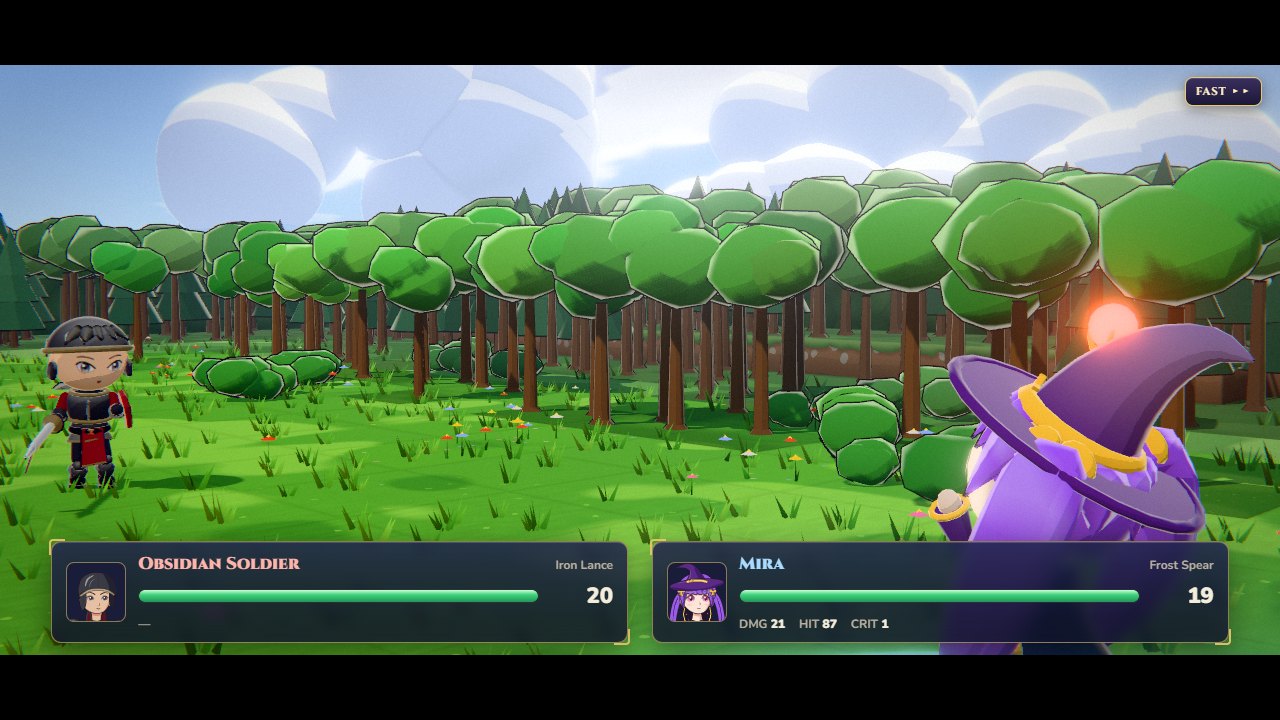 FAST ▸ ▸
Obsidian Soldier
Iron Lance
20
—
Mira
Frost Spear
19
DMG 21 HIT 87 CRIT 1